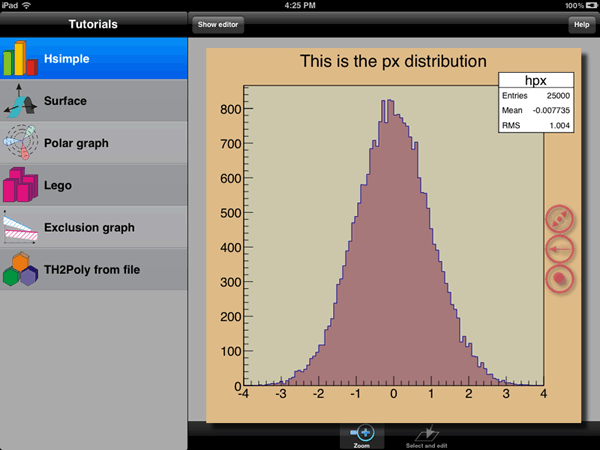 iPad 4:25 PM 100%
Tutorials
Show editor
Help
Hsimple
Surface
Polar graph
Lego
Exclusion graph
TH2Poly from file
This is the px distribution
hpx
Entries 25000
Mean -0.007735
RMS 1.004
800
700
600
500
400
300
200
100
0
-4 -3 -2 -1 0 1 2 3 4
Zoom
Select and edit